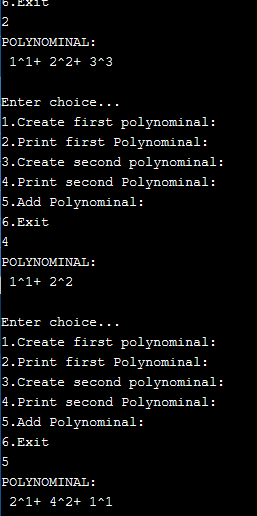 6.Exit
2
POLYNOMINAL:
1^1+ 2^2+ 3^3
Enter choice...
1.Create first polynominal:
2.Print first Polynominal:
3.Create second polynominal:
4.Print second Polynominal:
5.Add Polynominal:
6.Exit
4
POLYNOMINAL:
1^1+ 2^2
Enter choice...
1.Create first polynominal:
2.Print first Polynominal:
3.Create second polynominal:
4.Print second Polynominal:
5.Add Polynominal:
6.Exit
5
POLYNOMINAL:
2^1+ 4^2+ 1^1